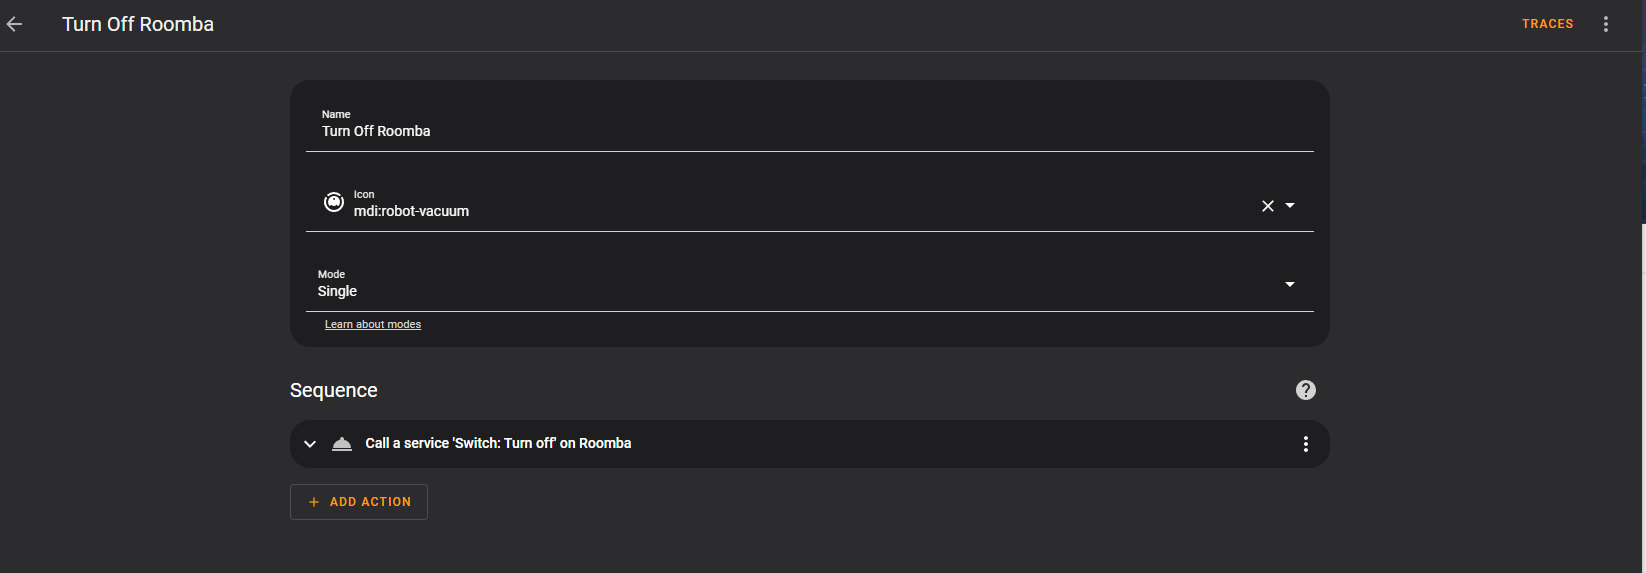 Turn Off Roomba
TRACES
Name
Turn Off Roomba
Icon
mdi:robot-vacuum
Mode
Single
Learn about modes
Sequence
Call a service 'Switch: Turn off' on Roomba
ADD ACTION